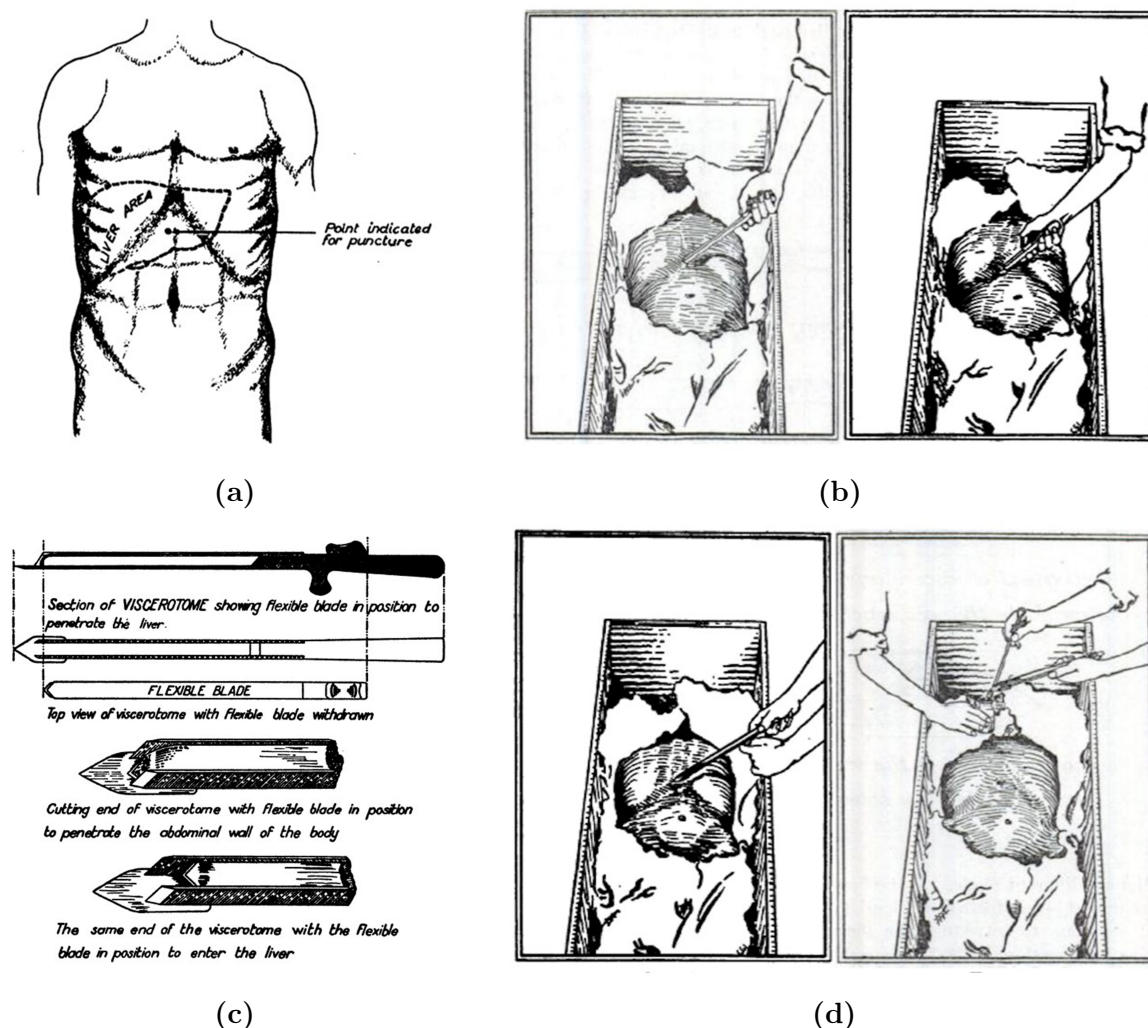 LIVER AREA
Point indicated
for puncture
(a)
(b)
Section of VISCEROTOME showing flexible blade in position to
penetrate the liver.
FLEXIBLE BLADE
Top view of viscerotome with flexible blade withdrawn
Cutting end of viscerotome with flexible blade in position
to penetrate the abdominal wall of the body
The same end of the viscerotome with the flexible
blade in position to enter the liver
(c)
(d)